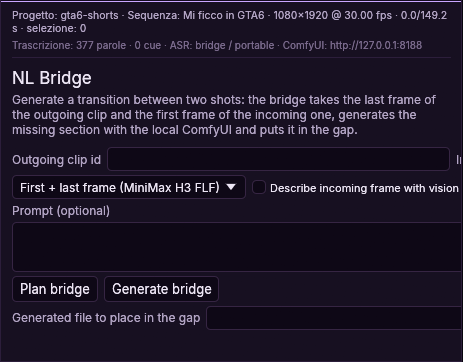 Progetto: gta6-shorts · Sequenza: Mi ficco in GTA6 · 1080×1920 @ 30.00 fps · 0.0/149.2
s · selezione: 0
Trascrizione: 377 parole · 0 cue · ASR: bridge / portable · ComfyUI: http://127.0.0.1:8188
NL Bridge
Generate a transition between two shots: the bridge takes the last frame of
the outgoing clip and the first frame of the incoming one, generates the
missing section with the local ComfyUI and puts it in the gap.
Outgoing clip id
First + last frame (MiniMax H3 FLF) Describe incoming frame with vision
Prompt (optional)
Plan bridge Generate bridge
Generated file to place in the gap